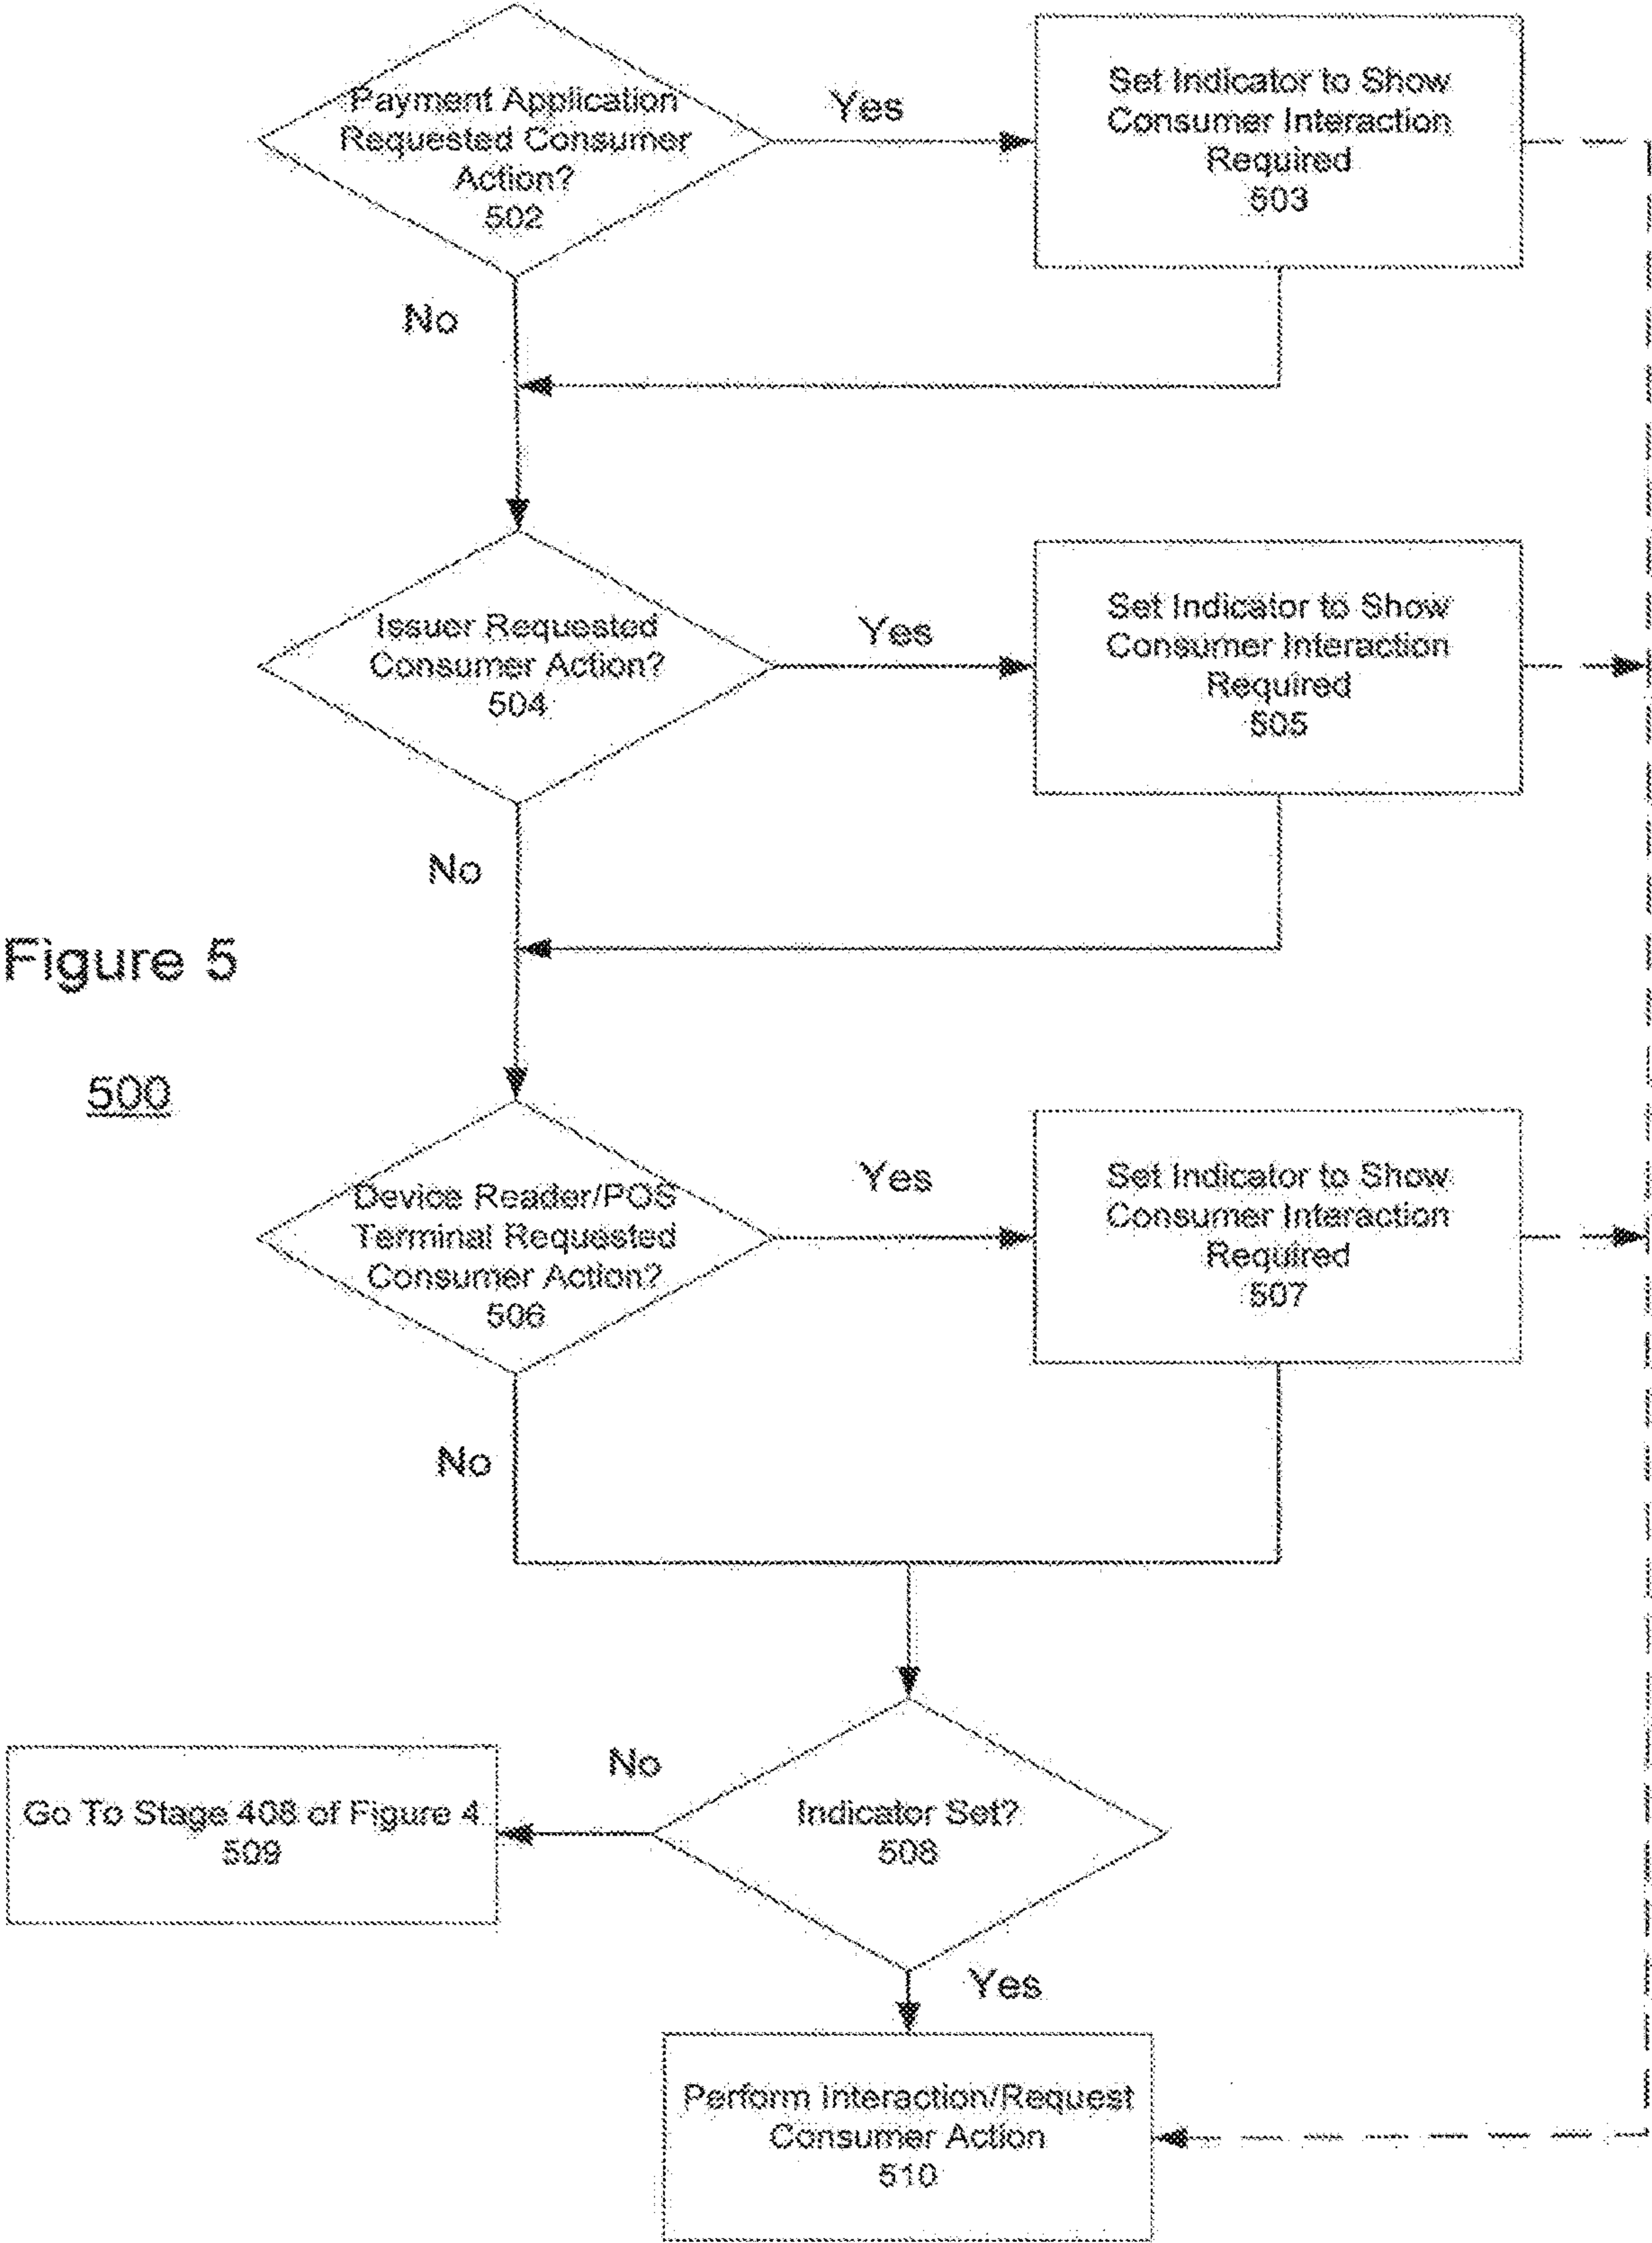 Payment Application
Requested Consumer
Action?
502
Yes
Set Indicator to Show
Consumer Interaction
Required
503
No
Issuer Requested
Consumer Action?
504
Yes
Set Indicator to Show
Consumer Interaction
Required
505
No
Figure 5
500
Device Reader/POS
Terminal Requested
Consumer Action?
506
Yes
Set Indicator to Show
Consumer Interaction
Required
507
No
Indicator Set?
508
No
Go To Stage 408 of Figure 4
509
Yes
Perform Interaction/Request
Consumer Action
510